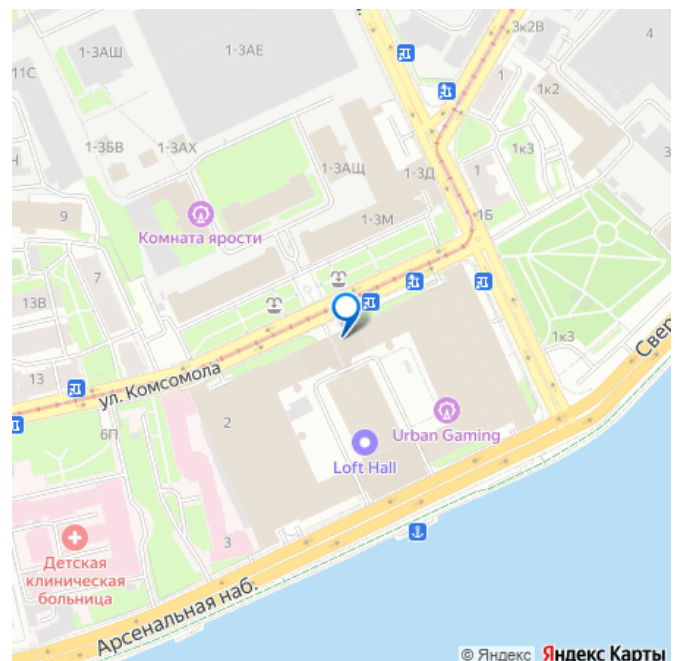 3к2В
4
1-3АШ
1-3АЕ
11С
1
1к2
1-3БВ
1-3АХ
1к3
3
1-3АЩ
1-3Д
1
9
1-3М
1Б
Комната ярости
7
13В
1к3
Свер
13
ул. Комсомола
2
6П
Urban Gaming
Loft Hall
3
Детская
клиническая
больница
Арсенальная наб.
© Яндекс Яндекс Карты